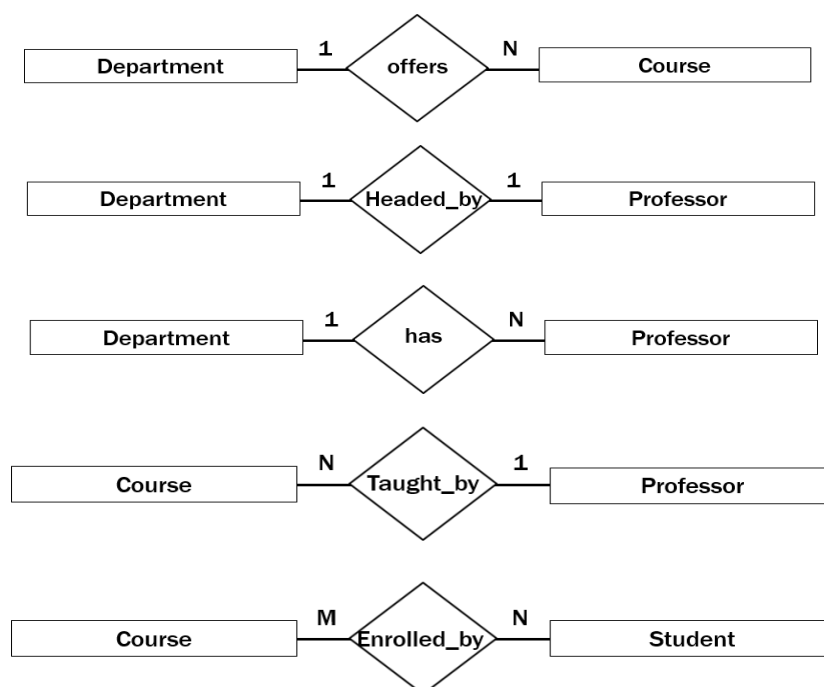 Department 1 offers N Course
Department 1 Headed_by 1 Professor
Department 1 has N Professor
Course N Taught_by 1 Professor
Course M Enrolled_by N Student